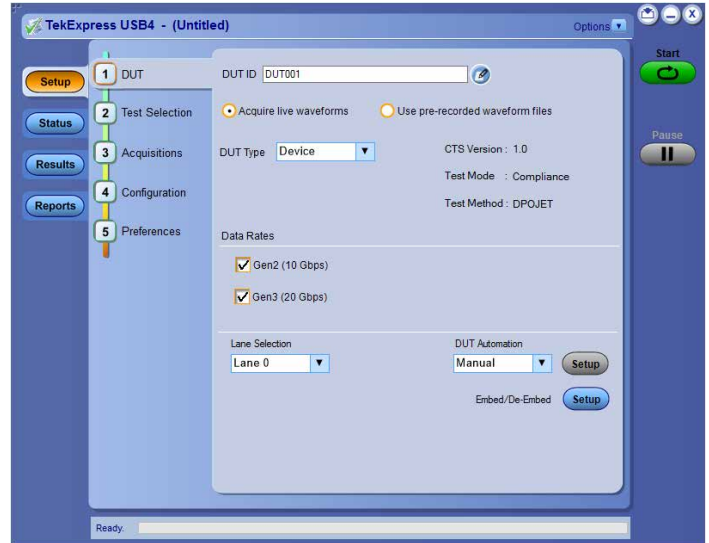 TekExpress USB4 - (Untitled)
Options
Start
Setup
Status
Results
Reports
Pause
1 DUT
2 Test Selection
3 Acquisitions
4 Configuration
5 Preferences
DUT ID DUT001
Acquire live waveforms
Use pre-recorded waveform files
DUT Type Device
CTS Version : 1.0
Test Mode : Compliance
Test Method : DPOJET
Data Rates
Gen2 (10 Gbps)
Gen3 (20 Gbps)
Lane Selection
Lane 0
DUT Automation
Manual
Setup
Embed/De-Embed
Setup
Ready.